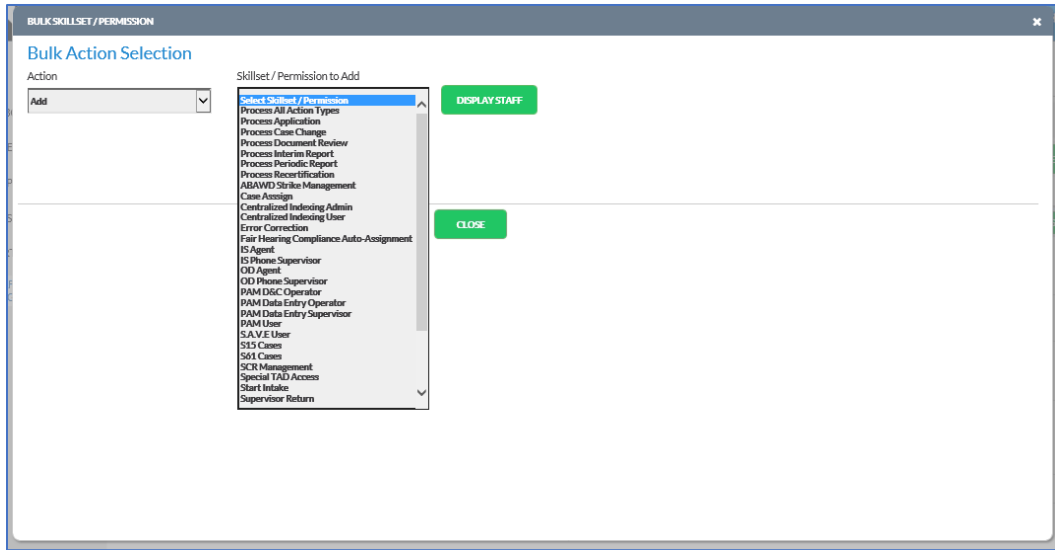 BULK SKILLSET / PERMISSION
Bulk Action Selection
Action
Skillset / Permission to Add
Add
DISPLAY STAFF
Select Skillset / Permission
Process All Action Types
Process Application
Process Case Change
Process Document Review
Process Interim Report
Process Periodic Report
Process Recertification
ABAWD Strike Management
Case Asssign
Centralized Indexing Admin
Centralized Indexing User
Error Correction
Fair Hearing Compliance Auto-Assignment
IS Agent
IS Phone Supervisor
OD Agent
OD Phone Supervisor
PAM D&C Operator
PAM Data Entry Operator
PAM Data Entry Supervisor
PAM User
S.A.V.E User
S15 Cases
S61 Cases
SCR Management
Special TAD Access
Start Intake
Supervisor Return
CLOSE